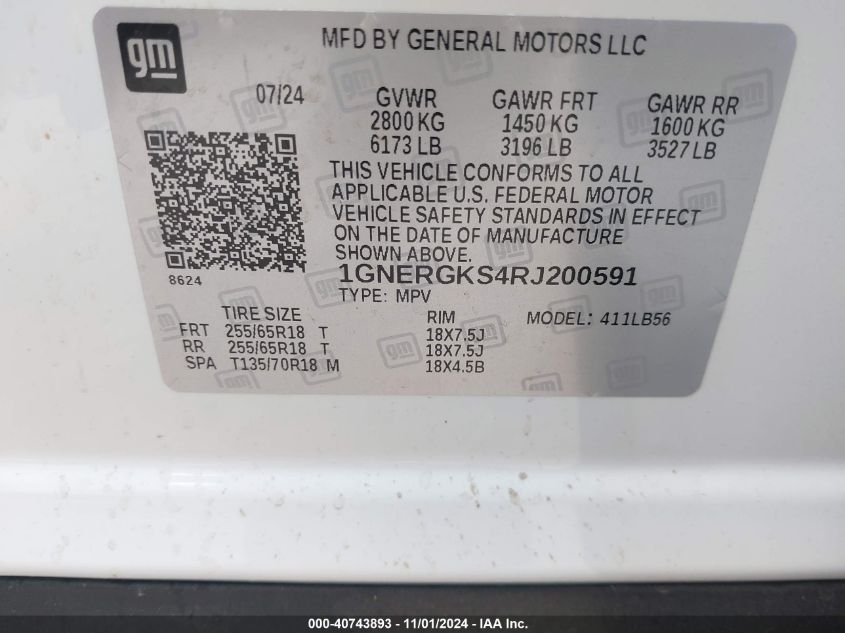 gm
MFD BY GENERAL MOTORS LLC
07/24
GVWR GAWR FRT GAWR RR
2800 KG 1450 KG 1600 KG
6173 LB 3196 LB 3527 LB
THIS VEHICLE CONFORMS TO ALL
APPLICABLE U.S. FEDERAL MOTOR
VEHICLE SAFETY STANDARDS IN EFFECT
ON THE DATE OF MANUFACTURE
SHOWN ABOVE.
8624
1GNERGKS4RJ200591
TYPE: MPV
TIRE SIZE RIM MODEL: 411LB56
FRT 255/65R18 T 18X7.5J
RR 255/65R18 T 18X7.5J
SPA T135/70R18 M 18X4.5B
000-40743893 - 11/01/2024 - IAA Inc.